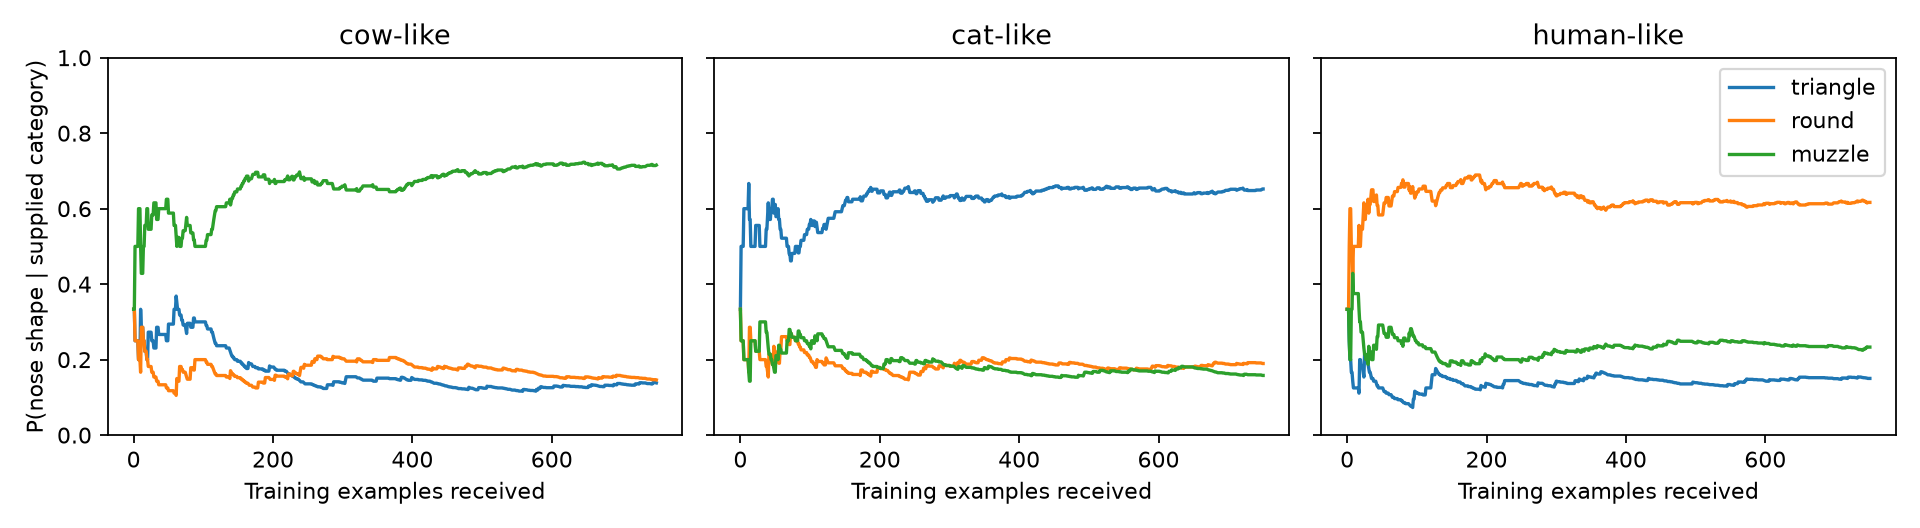 cow-like
cat-like
human-like
P(nose shape | supplied category)
1.0
0.8
0.6
0.4
0.2
0.0
triangle
round
muzzle
0 200 400 600
0 200 400 600
0 200 400 600
Training examples received
Training examples received
Training examples received